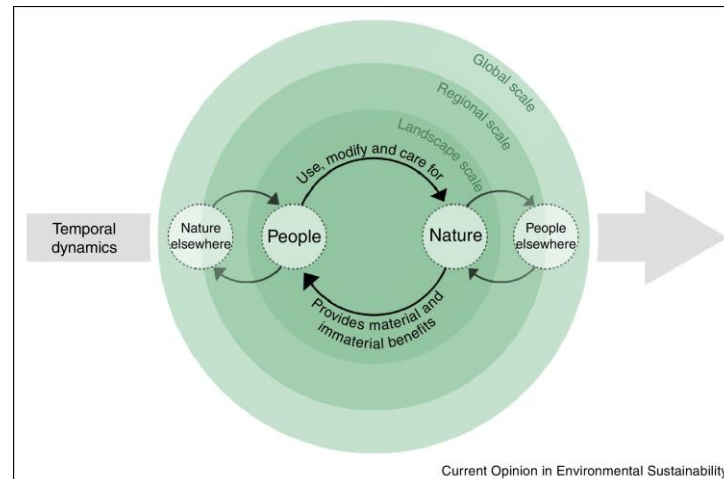 Global scale
Regional scale
Landscape scale
Use, modify and care for
Temporal
dynamics
Nature
elsewhere
People
Nature
People
elsewhere
Provides material and
immaterial benefits
Current Opinion in Environmental Sustainability